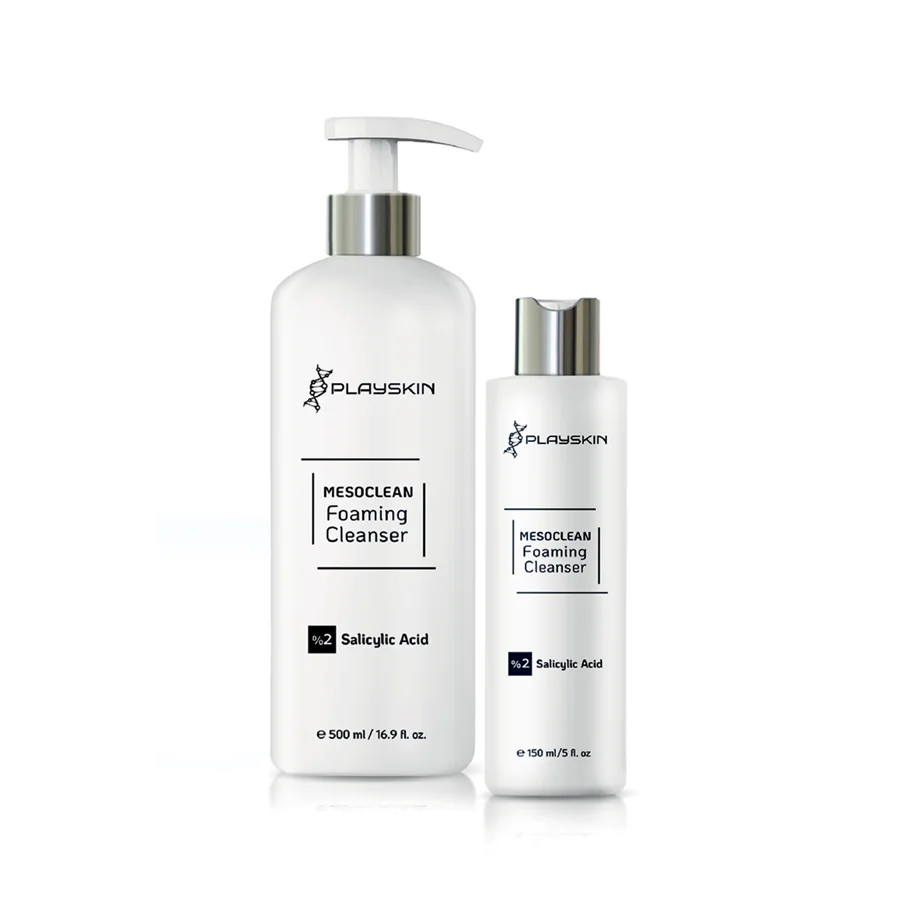 PLAYSKIN
MESOCLEAN
Foaming
Cleanser
%2 Salicylic Acid
℮ 500 ml / 16.9 fl. oz.
PLAYSKIN
MESOCLEAN
Foaming
Cleanser
%2 Salicylic Acid
℮ 150 ml/5 fl. oz